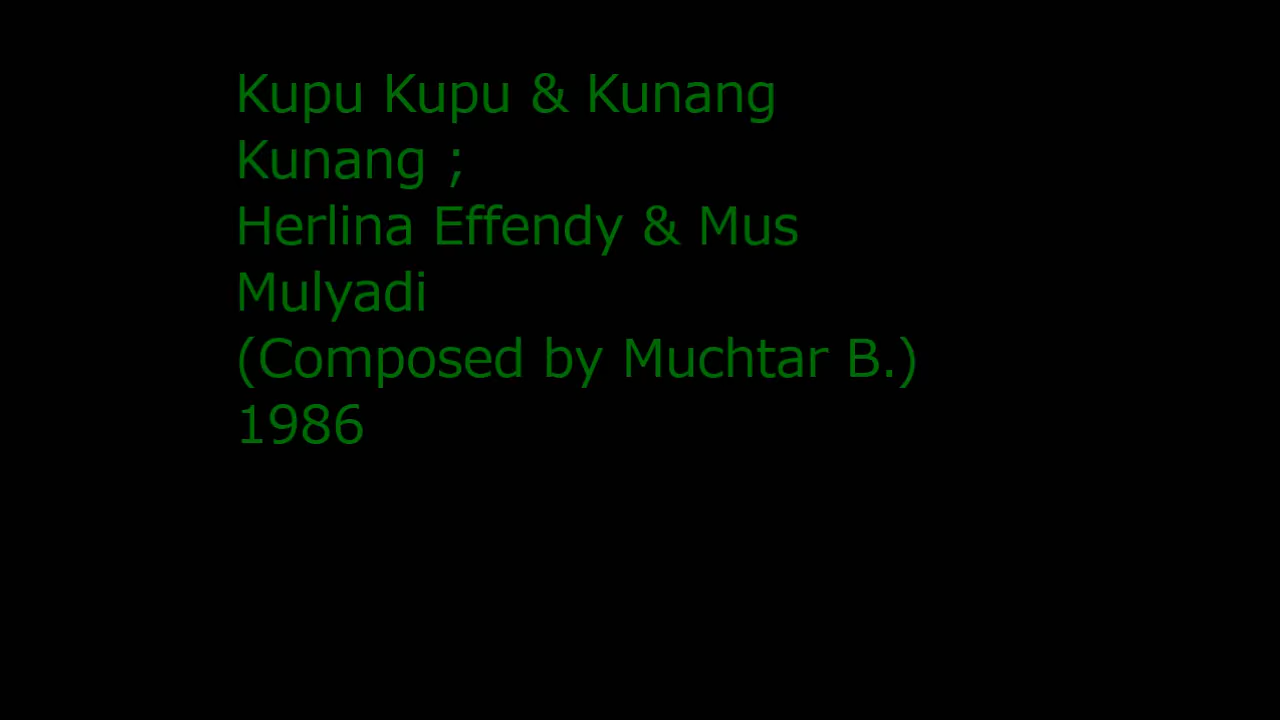 Kupu Kupu & Kunang
Kunang ;
Herlina Effendy & Mus
Mulyadi
(Composed by Muchtar B.)
1986